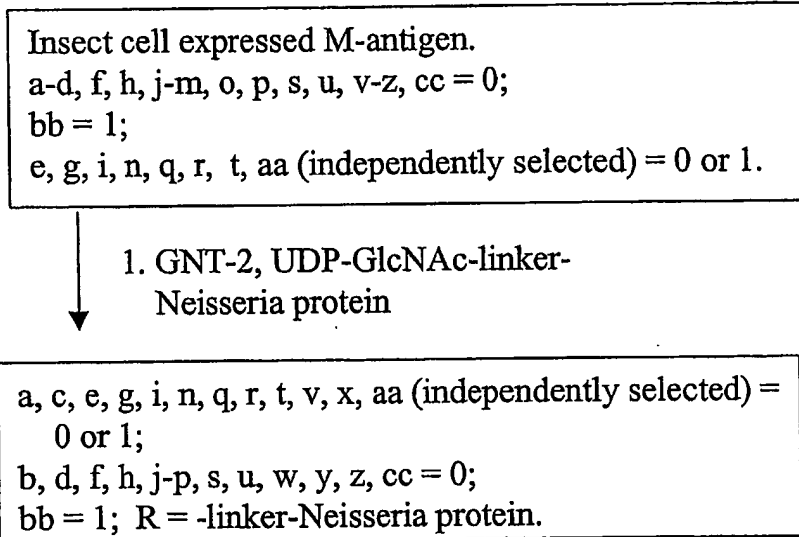 Insect cell expressed M-antigen.
a-d, f, h, j-m, o, p, s, u, v-z, cc = 0;
bb = 1;
e, g, i, n, q, r, t, aa (independently selected) = 0 or 1.
1. GNT-2, UDP-GlcNAc-linker-
Neisseria protein
a, c, e, g, i, n, q, r, t, v, x, aa (independently selected) =
0 or 1;
b, d, f, h, j-p, s, u, w, y, z, cc = 0;
bb = 1; R = -linker-Neisseria protein.